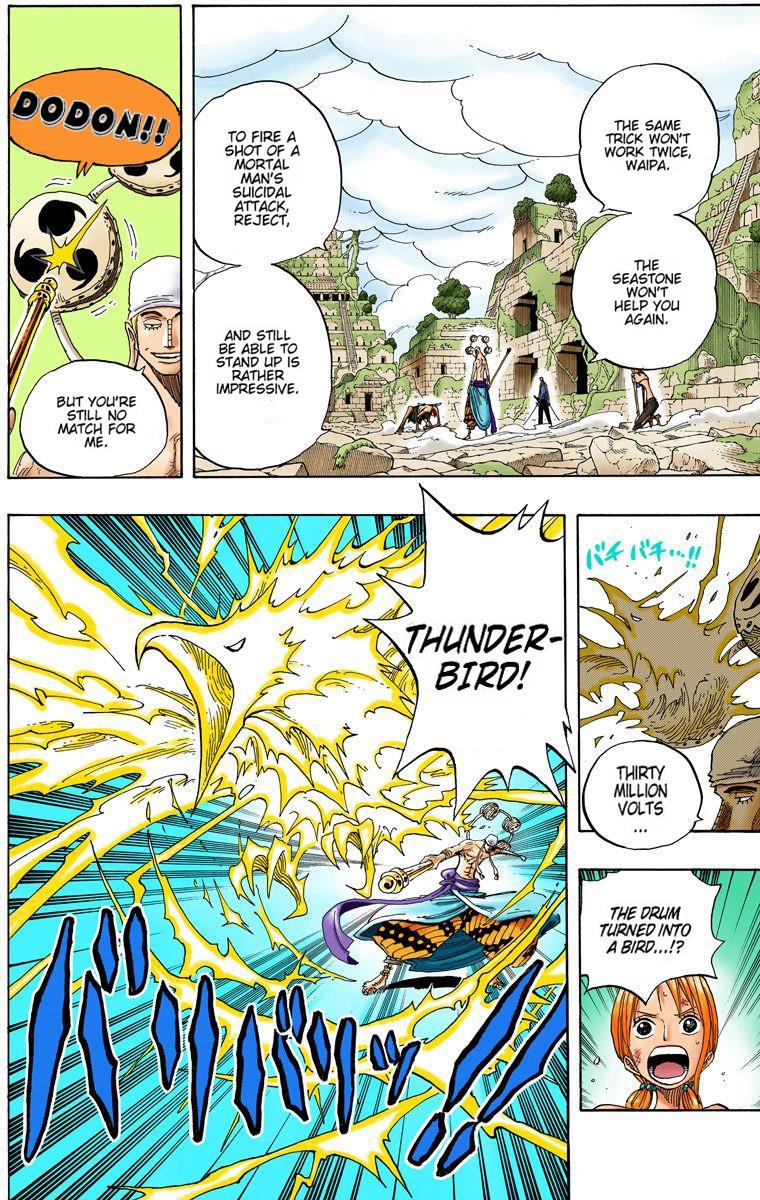 THE SAME
TRICK WON'T
WORK TWICE,
WAIPA.
THE
SEASTONE
WON'T
HELP YOU
AGAIN.
TO FIRE A
SHOT OF A
MORTAL
MAN'S
SUICIDAL
ATTACK,
REJECT,
AND STILL
BE ABLE TO
STAND UP IS
RATHER
IMPRESSIVE.
DODON!!
BUT YOU'RE
STILL NO
MATCH FOR
ME.
バチバチ…!!
THIRTY
MILLION
VOLTS
...
THE DRUM
TURNED INTO
A BIRD...!?
THUNDER-
BIRD!
バリバリッ!!